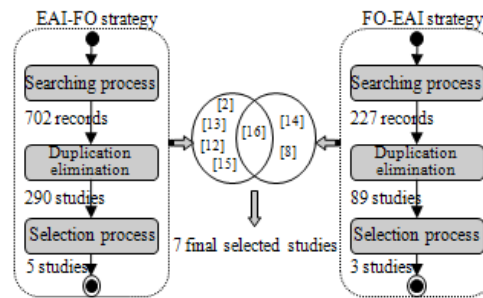 EAI-FO strategy
Searching process
702 records
Duplication
elimination
290 studies
Selection process
5 studies
[2]
[13]
[12]
[15]
[16]
[14]
[8]
7 final selected studies
FO-EAI strategy
Searching process
227 records
Duplication
elimination
89 studies
Selection process
3 studies